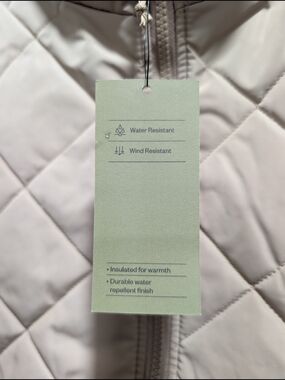 Water Resistant
Wind Resistant
• Insulated for warmth
• Durable water
repellent finish